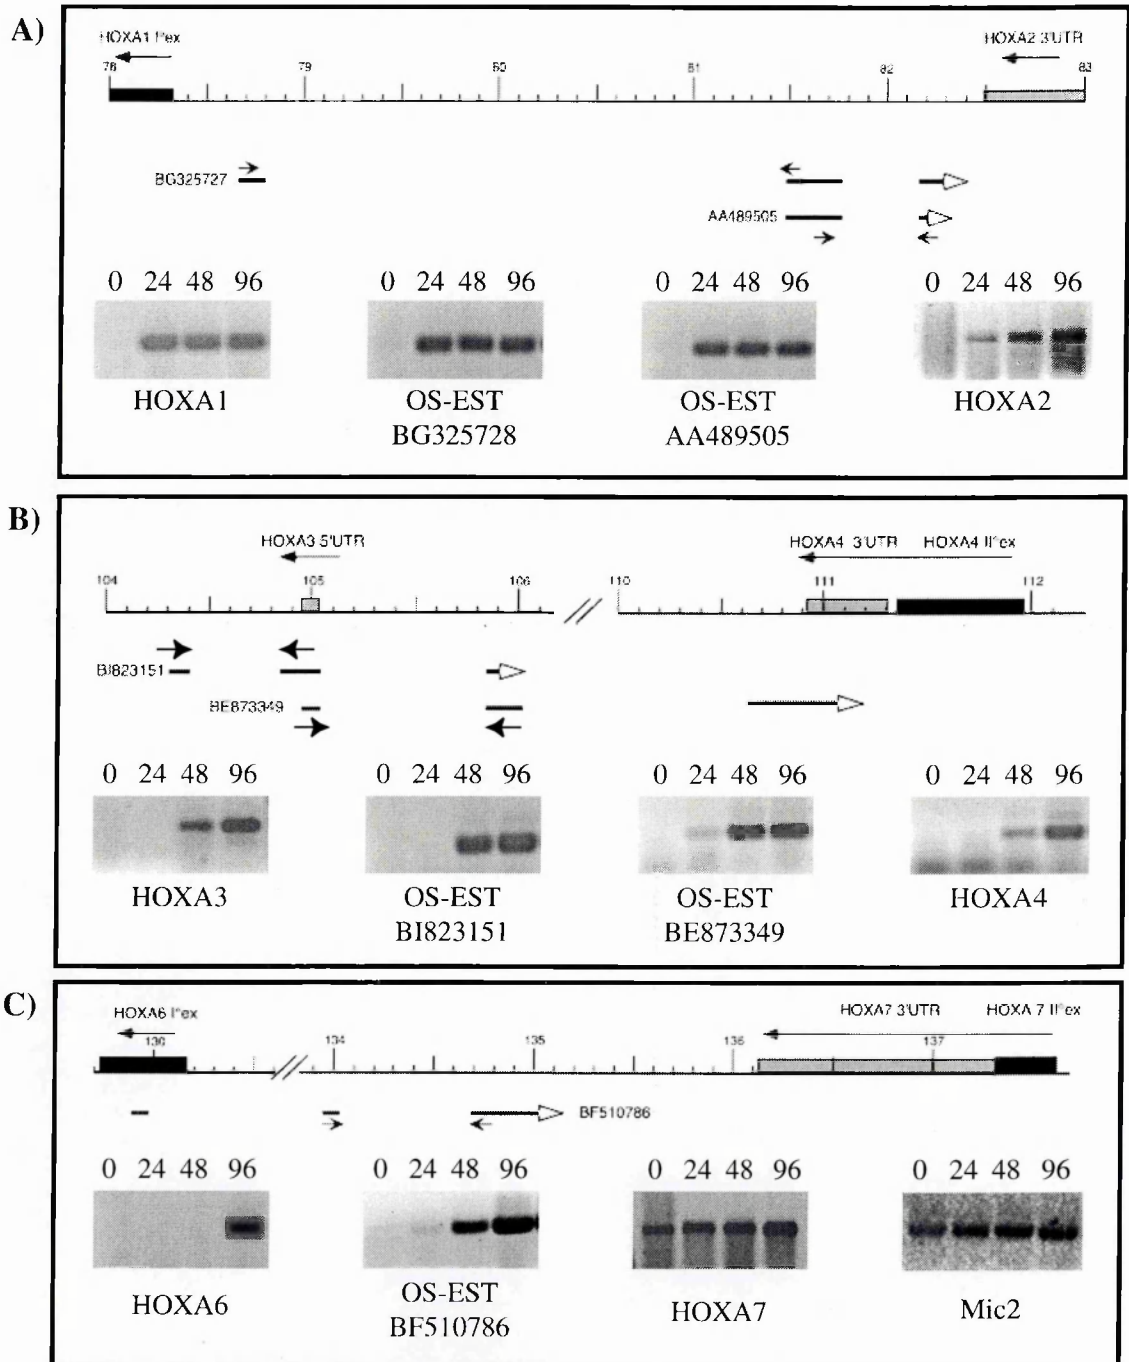 A)
HOXA1 I°ex
HOXA2 3'UTR
78 79 80 81 82 83
BG325727
AA489505
0 24 48 96
0 24 48 96
0 24 48 96
0 24 48 96
HOXA1
OS-EST
BG325728
OS-EST
AA489505
HOXA2
B)
HOXA3 5'UTR
HOXA4 3'UTR
HOXA4 II°ex
104 105 106 110 111 112
BI823151
BE873349
0 24 48 96
0 24 48 96
0 24 48 96
0 24 48 96
HOXA3
OS-EST
BI823151
OS-EST
BE873349
HOXA4
C)
HOXA6 I°ex
HOXA7 3'UTR
HOXA 7 II°ex
130 134 135 136 137
BF510786
0 24 48 96
0 24 48 96
0 24 48 96
0 24 48 96
HOXA6
OS-EST
BF510786
HOXA7
Mic2